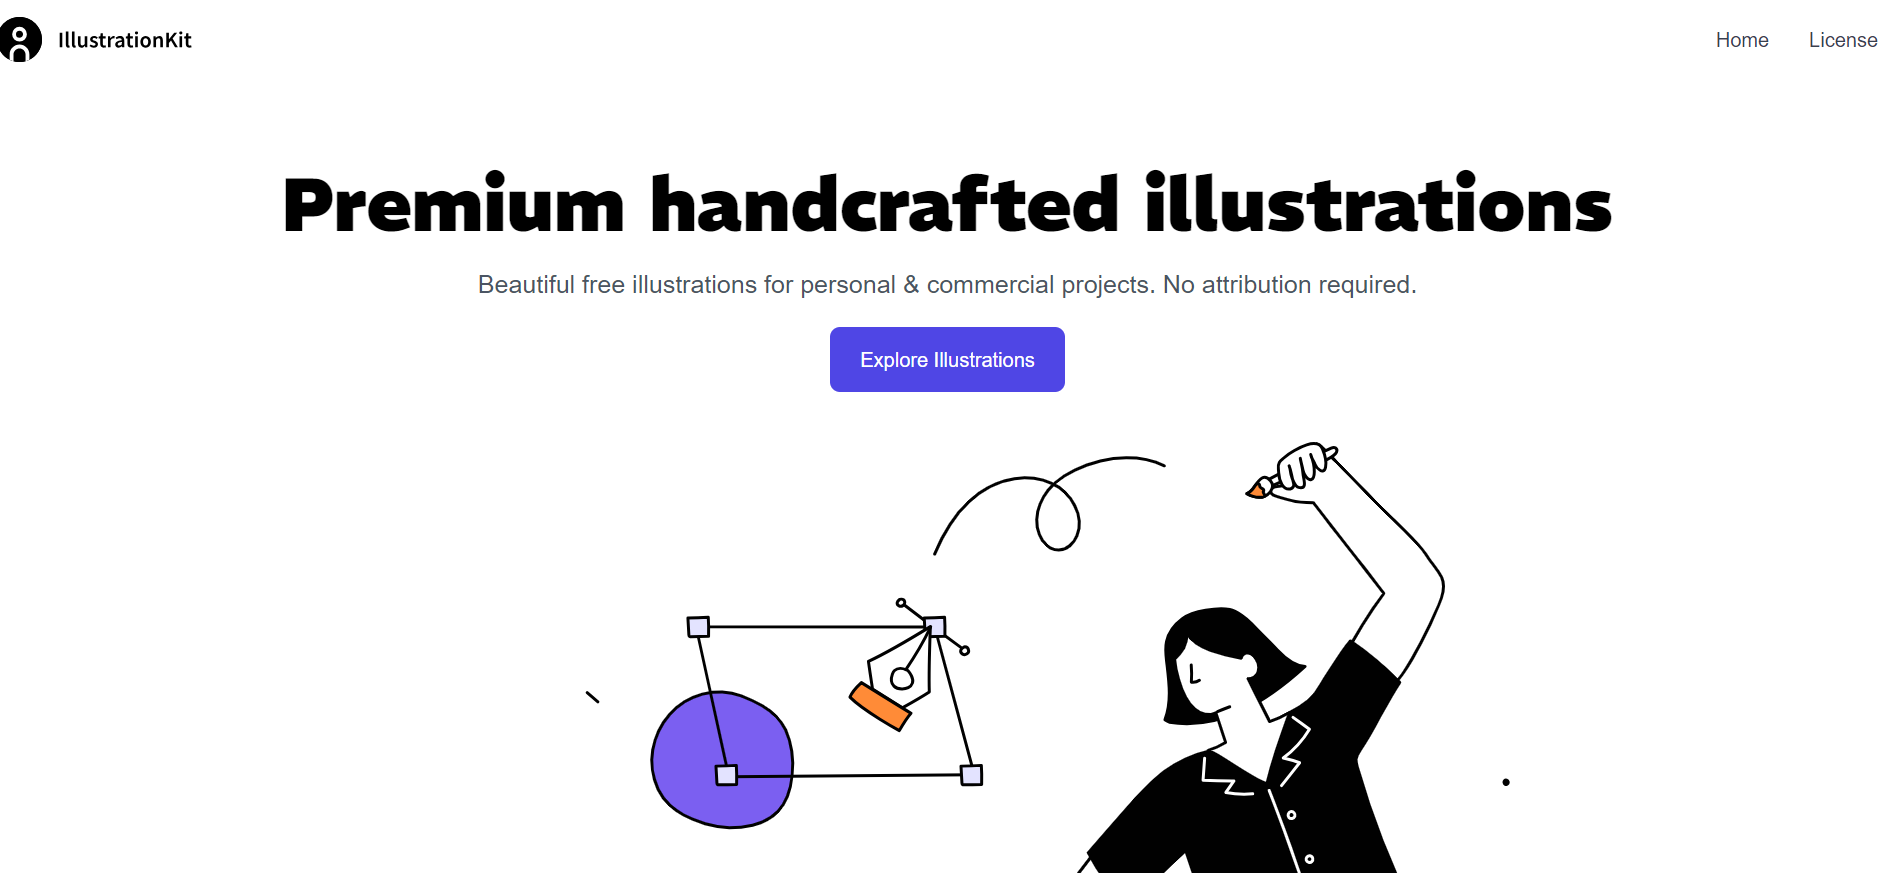 IllustrationKit
Home License
Premium handcrafted illustrations
Beautiful free illustrations for personal & commercial projects. No attribution required.
Explore Illustrations